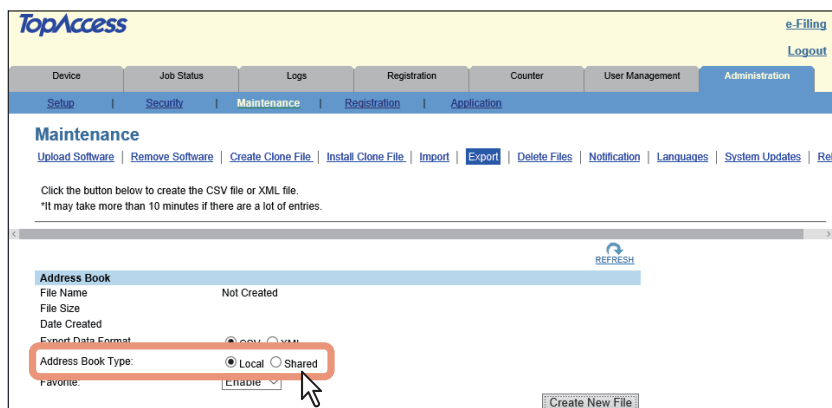 TopAccess
e-Filing
Logout
Device Job Status Logs Registration Counter User Management Administration
Setup | Security | Maintenance | Registration | Application
Maintenance
Upload Software | Remove Software | Create Clone File | Install Clone File | Import | Export | Delete Files | Notification | Languages | System Updates |
Click the button below to create the CSV file or XML file.
*It may take more than 10 minutes if there are a lot of entries.
REFRESH
Address Book
File Name Not Created
File Size
Date Created
Export Data Format CSV XML
Address Book Type: Local Shared
Favorite: Enable
Create New File